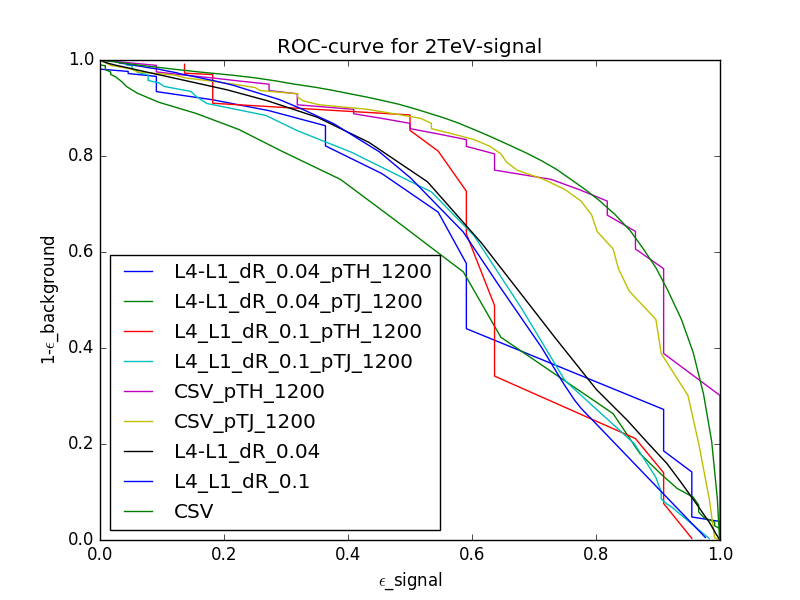 ROC-curve for 2TeV-signal
1.0
0.8
0.6
0.4
0.2
0.0
1-ϵ_background
L4-L1_dR_0.04_pTH_1200
L4-L1_dR_0.04_pTJ_1200
L4_L1_dR_0.1_pTH_1200
L4_L1_dR_0.1_pTJ_1200
CSV_pTH_1200
CSV_pTJ_1200
L4-L1_dR_0.04
L4_L1_dR_0.1
CSV
0.0 0.2 0.4 0.6 0.8 1.0
ϵ_signal